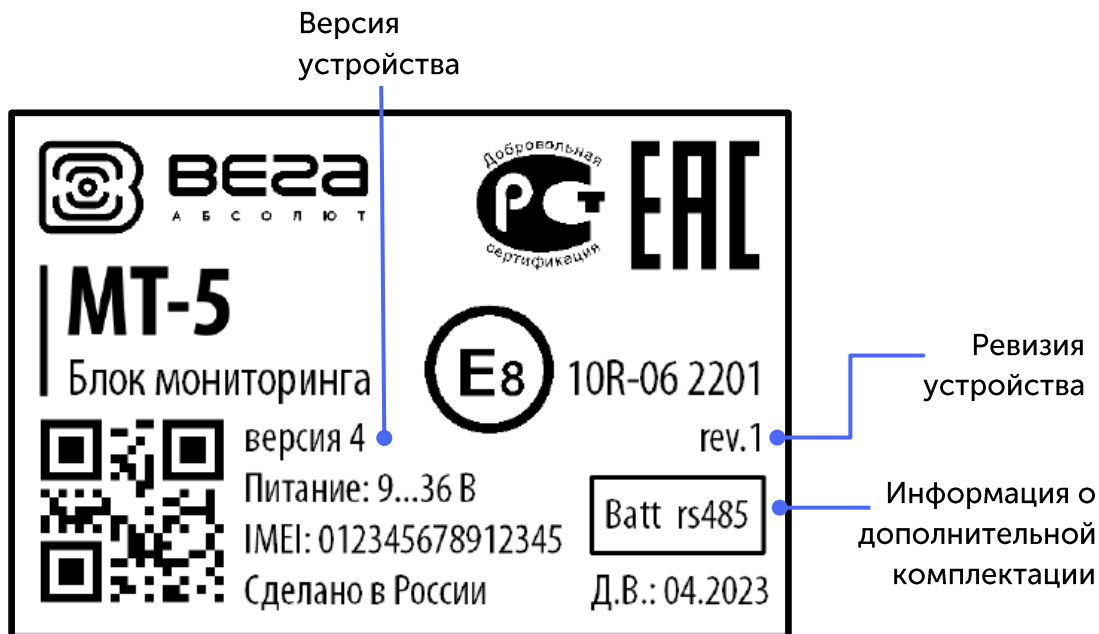 Версия
устройства
ВЕГА
АБСОЛЮТ
Добровольная
РСТ
сертификация
ЕАС
МТ-5
Блок мониторинга
E8
10R-06 2201
Ревизия
устройства
версия 4
rev.1
Питание: 9...36 В
Batt rs485
Информация о
дополнительной
комплектации
IMEI: 012345678912345
Сделано в России
Д.В.: 04.2023